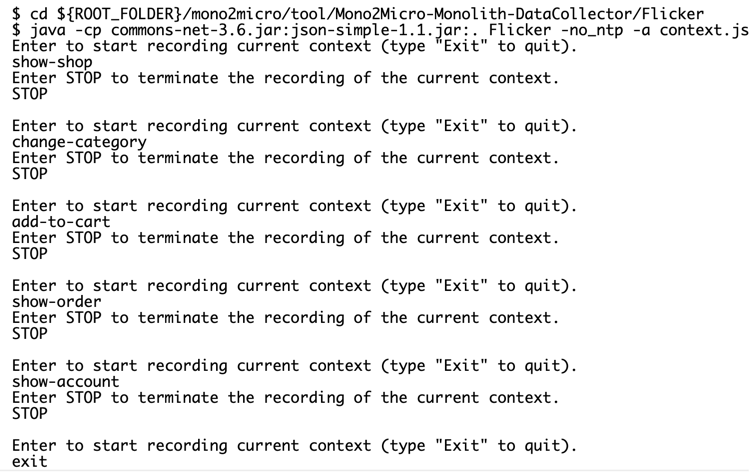 $ cd ${ROOT_FOLDER}/mono2micro/tool/Mono2Micro-Monolith-DataCollector/Flicker
$ java -cp commons-net-3.6.jar:json-simple-1.1.jar:. Flicker -no_ntp -a context.js
Enter to start recording current context (type "Exit" to quit).
show-shop
Enter STOP to terminate the recording of the current context.
STOP
Enter to start recording current context (type "Exit" to quit).
change-category
Enter STOP to terminate the recording of the current context.
STOP
Enter to start recording current context (type "Exit" to quit).
add-to-cart
Enter STOP to terminate the recording of the current context.
STOP
Enter to start recording current context (type "Exit" to quit).
show-order
Enter STOP to terminate the recording of the current context.
STOP
Enter to start recording current context (type "Exit" to quit).
show-account
Enter STOP to terminate the recording of the current context.
STOP
Enter to start recording current context (type "Exit" to quit).
exit